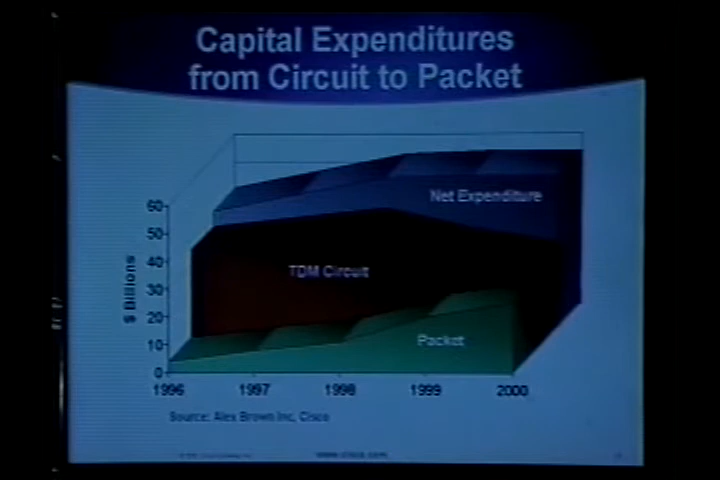 Capital Expenditures
from Circuit to Packet
Net Expenditure
TDM Circuit
Packet
$ Billions
60
50
40
30
20
10
0
1996 1997 1998 1999 2000
Source: Alex Brown Inc, Cisco
www.cisco.com